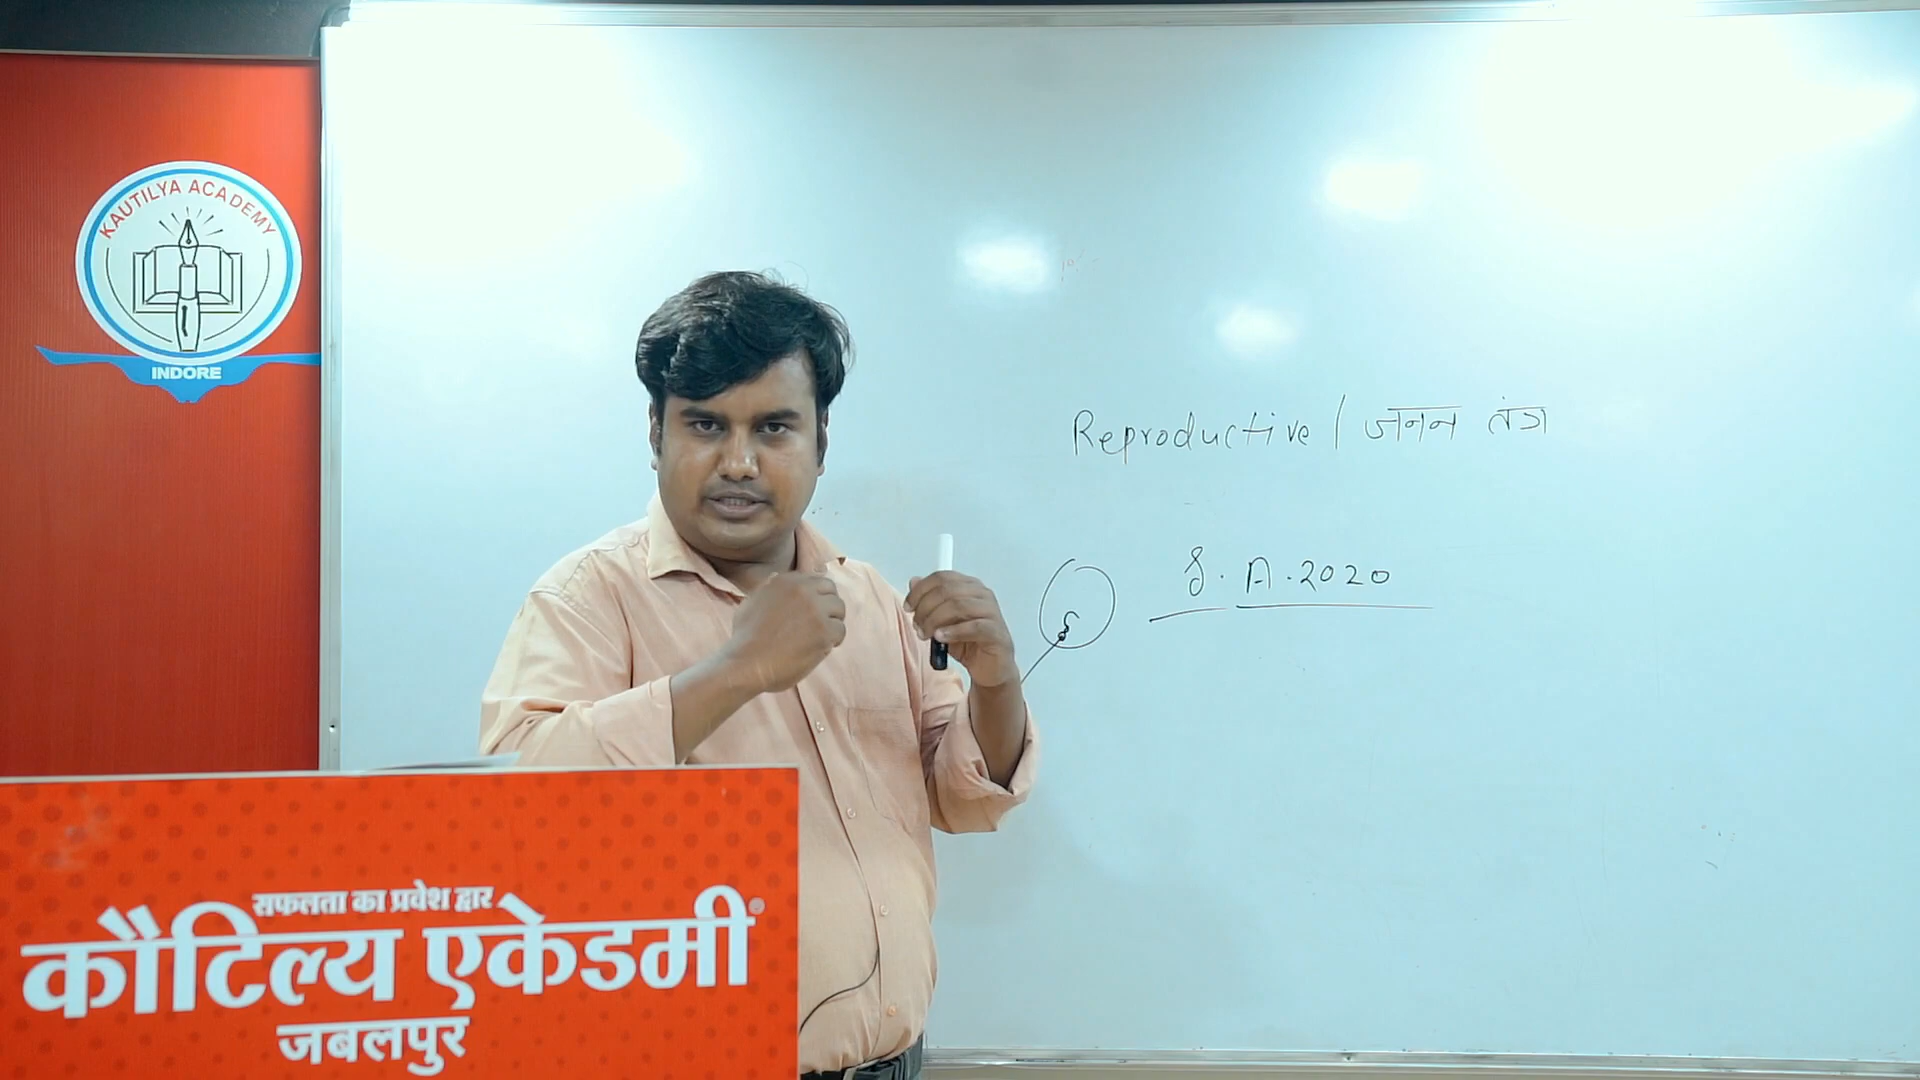 KAUTILYA ACADEMY
INDORE
Reproductive / जनन तंत्र
S. A. 2020
सफलता का प्रवेश द्वार
कौटिल्य एकेडमी
जबलपुर